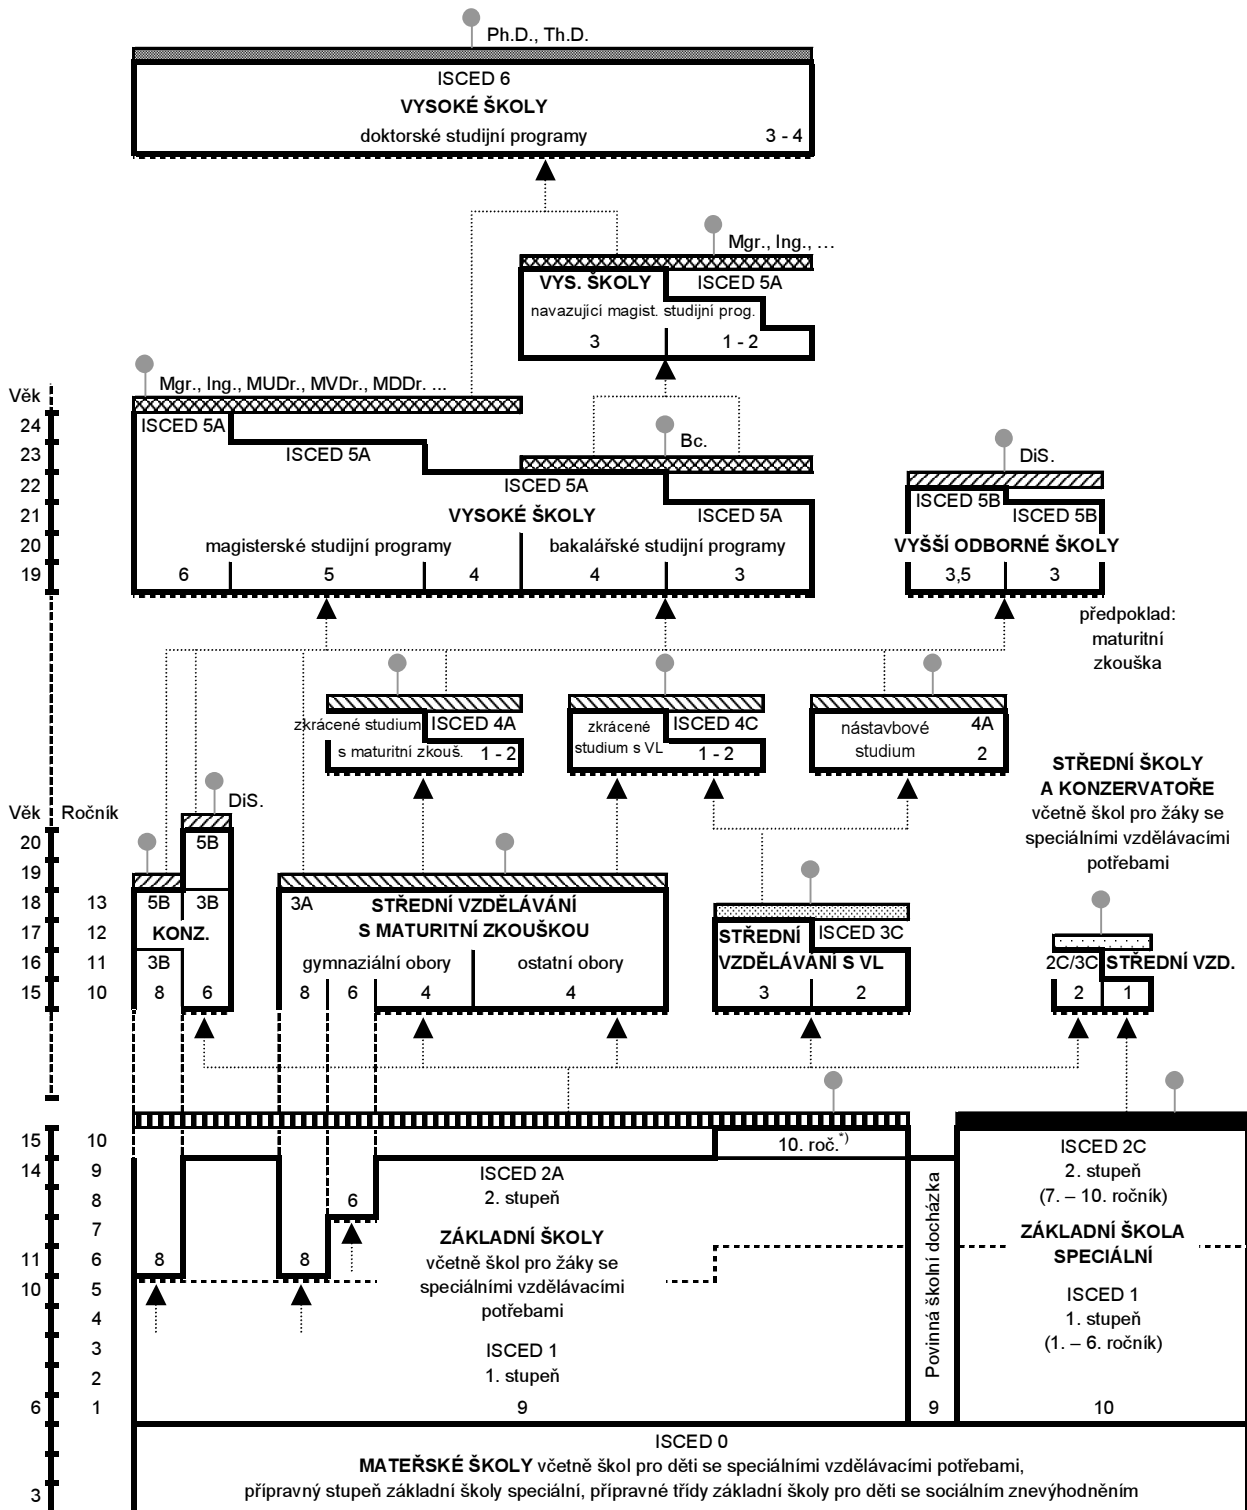 Ph.D., Th.D.
ISCED 6
VYSOKÉ ŠKOLY
doktorské studijní programy 3 - 4
Mgr., Ing., …
VYS. ŠKOLY ISCED 5A
navazující magist. studijní prog.
3 1 - 2
Mgr., Ing., MUDr., MVDr., MDDr. ...
Věk
24 ISCED 5A
23 ISCED 5A Bc. DiS.
22 ISCED 5A ISCED 5B
21 VYSOKÉ ŠKOLY ISCED 5A ISCED 5B
20 magisterské studijní programy bakalářské studijní programy VYŠŠÍ ODBORNÉ ŠKOLY
19 6 5 4 4 3 3,5 3
předpoklad:
maturitní
zkouška
zkrácené studium ISCED 4A
s maturitní zkouš. 1 - 2
zkrácené ISCED 4C
studium s VL 1 - 2
nástavbové 4A
studium 2
STŘEDNÍ ŠKOLY
A KONZERVATOŘE
včetně škol pro žáky se
speciálními vzdělávacími
potřebami
Věk Ročník DiS.
20 5B
19
18 13 5B 3B 3A STŘEDNÍ VZDĚLÁVÁNÍ
17 12 KONZ. S MATURITNÍ ZKOUŠKOU STŘEDNÍ ISCED 3C
16 11 3B gymnaziální obory ostatní obory VZDĚLÁVÁNÍ S VL 2C/3C STŘEDNÍ VZD.
15 10 8 6 8 6 4 4 3 2 2 1
15 10 10. roč.*) ISCED 2C
14 9 ISCED 2A 2. stupeň
8 6 2. stupeň (7. – 10. ročník)
7 ZÁKLADNÍ ŠKOLY ZÁKLADNÍ ŠKOLA
11 6 8 8 včetně škol pro žáky se SPECIÁLNÍ
10 5 speciálními vzdělávacími ISCED 1
4 potřebami 1. stupeň
3 ISCED 1 (1. – 6. ročník)
2 1. stupeň
Povinná školní docházka
6 1 9 9 10
ISCED 0
MATEŘSKÉ ŠKOLY včetně škol pro děti se speciálními vzdělávacími potřebami,
3 přípravný stupeň základní školy speciální, přípravné třídy základní školy pro děti se sociálním znevýhodněním